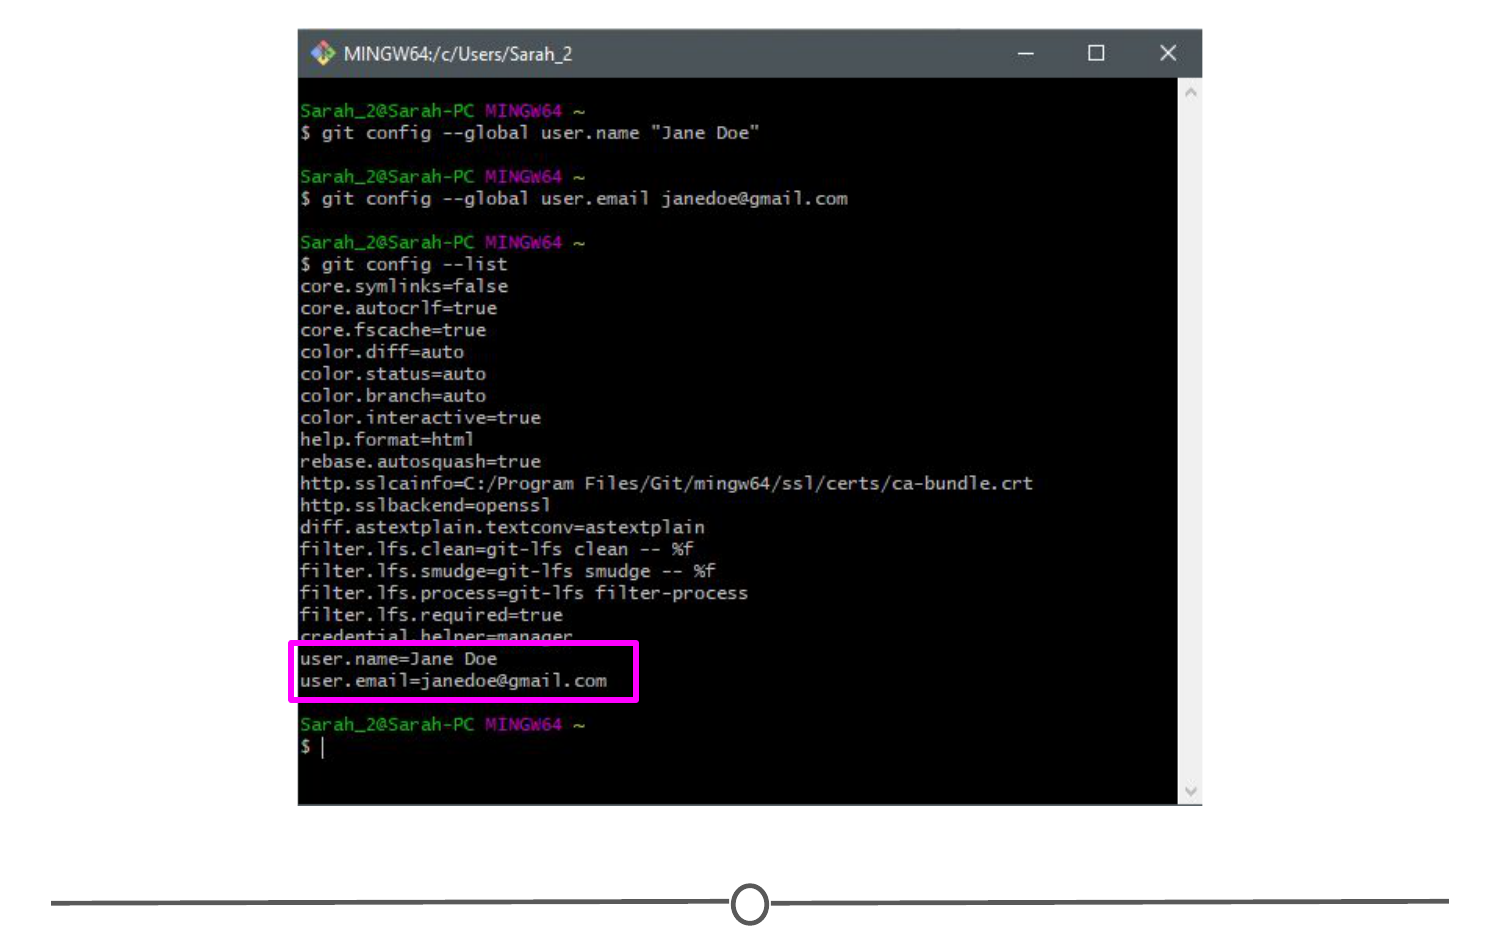 MINGW64:/c/Users/Sarah_2
Sarah_2@Sarah-PC MINGW64 ~
$ git config --global user.name "Jane Doe"
Sarah_2@Sarah-PC MINGW64 ~
$ git config --global user.email janedoe@gmail.com
Sarah_2@Sarah-PC MINGW64 ~
$ git config --list
core.symlinks=false
core.autocrlf=true
core.fscache=true
color.diff=auto
color.status=auto
color.branch=auto
color.interactive=true
help.format=html
rebase.autosquash=true
http.sslcainfo=C:/Program Files/Git/mingw64/ssl/certs/ca-bundle.crt
http.sslbackend=openssl
diff.astextplain.textconv=astextplain
filter.lfs.clean=git-lfs clean -- %f
filter.lfs.smudge=git-lfs smudge -- %f
filter.lfs.process=git-lfs filter-process
filter.lfs.required=true
credential.helper=manager
user.name=Jane Doe
user.email=janedoe@gmail.com
Sarah_2@Sarah-PC MINGW64 ~
$